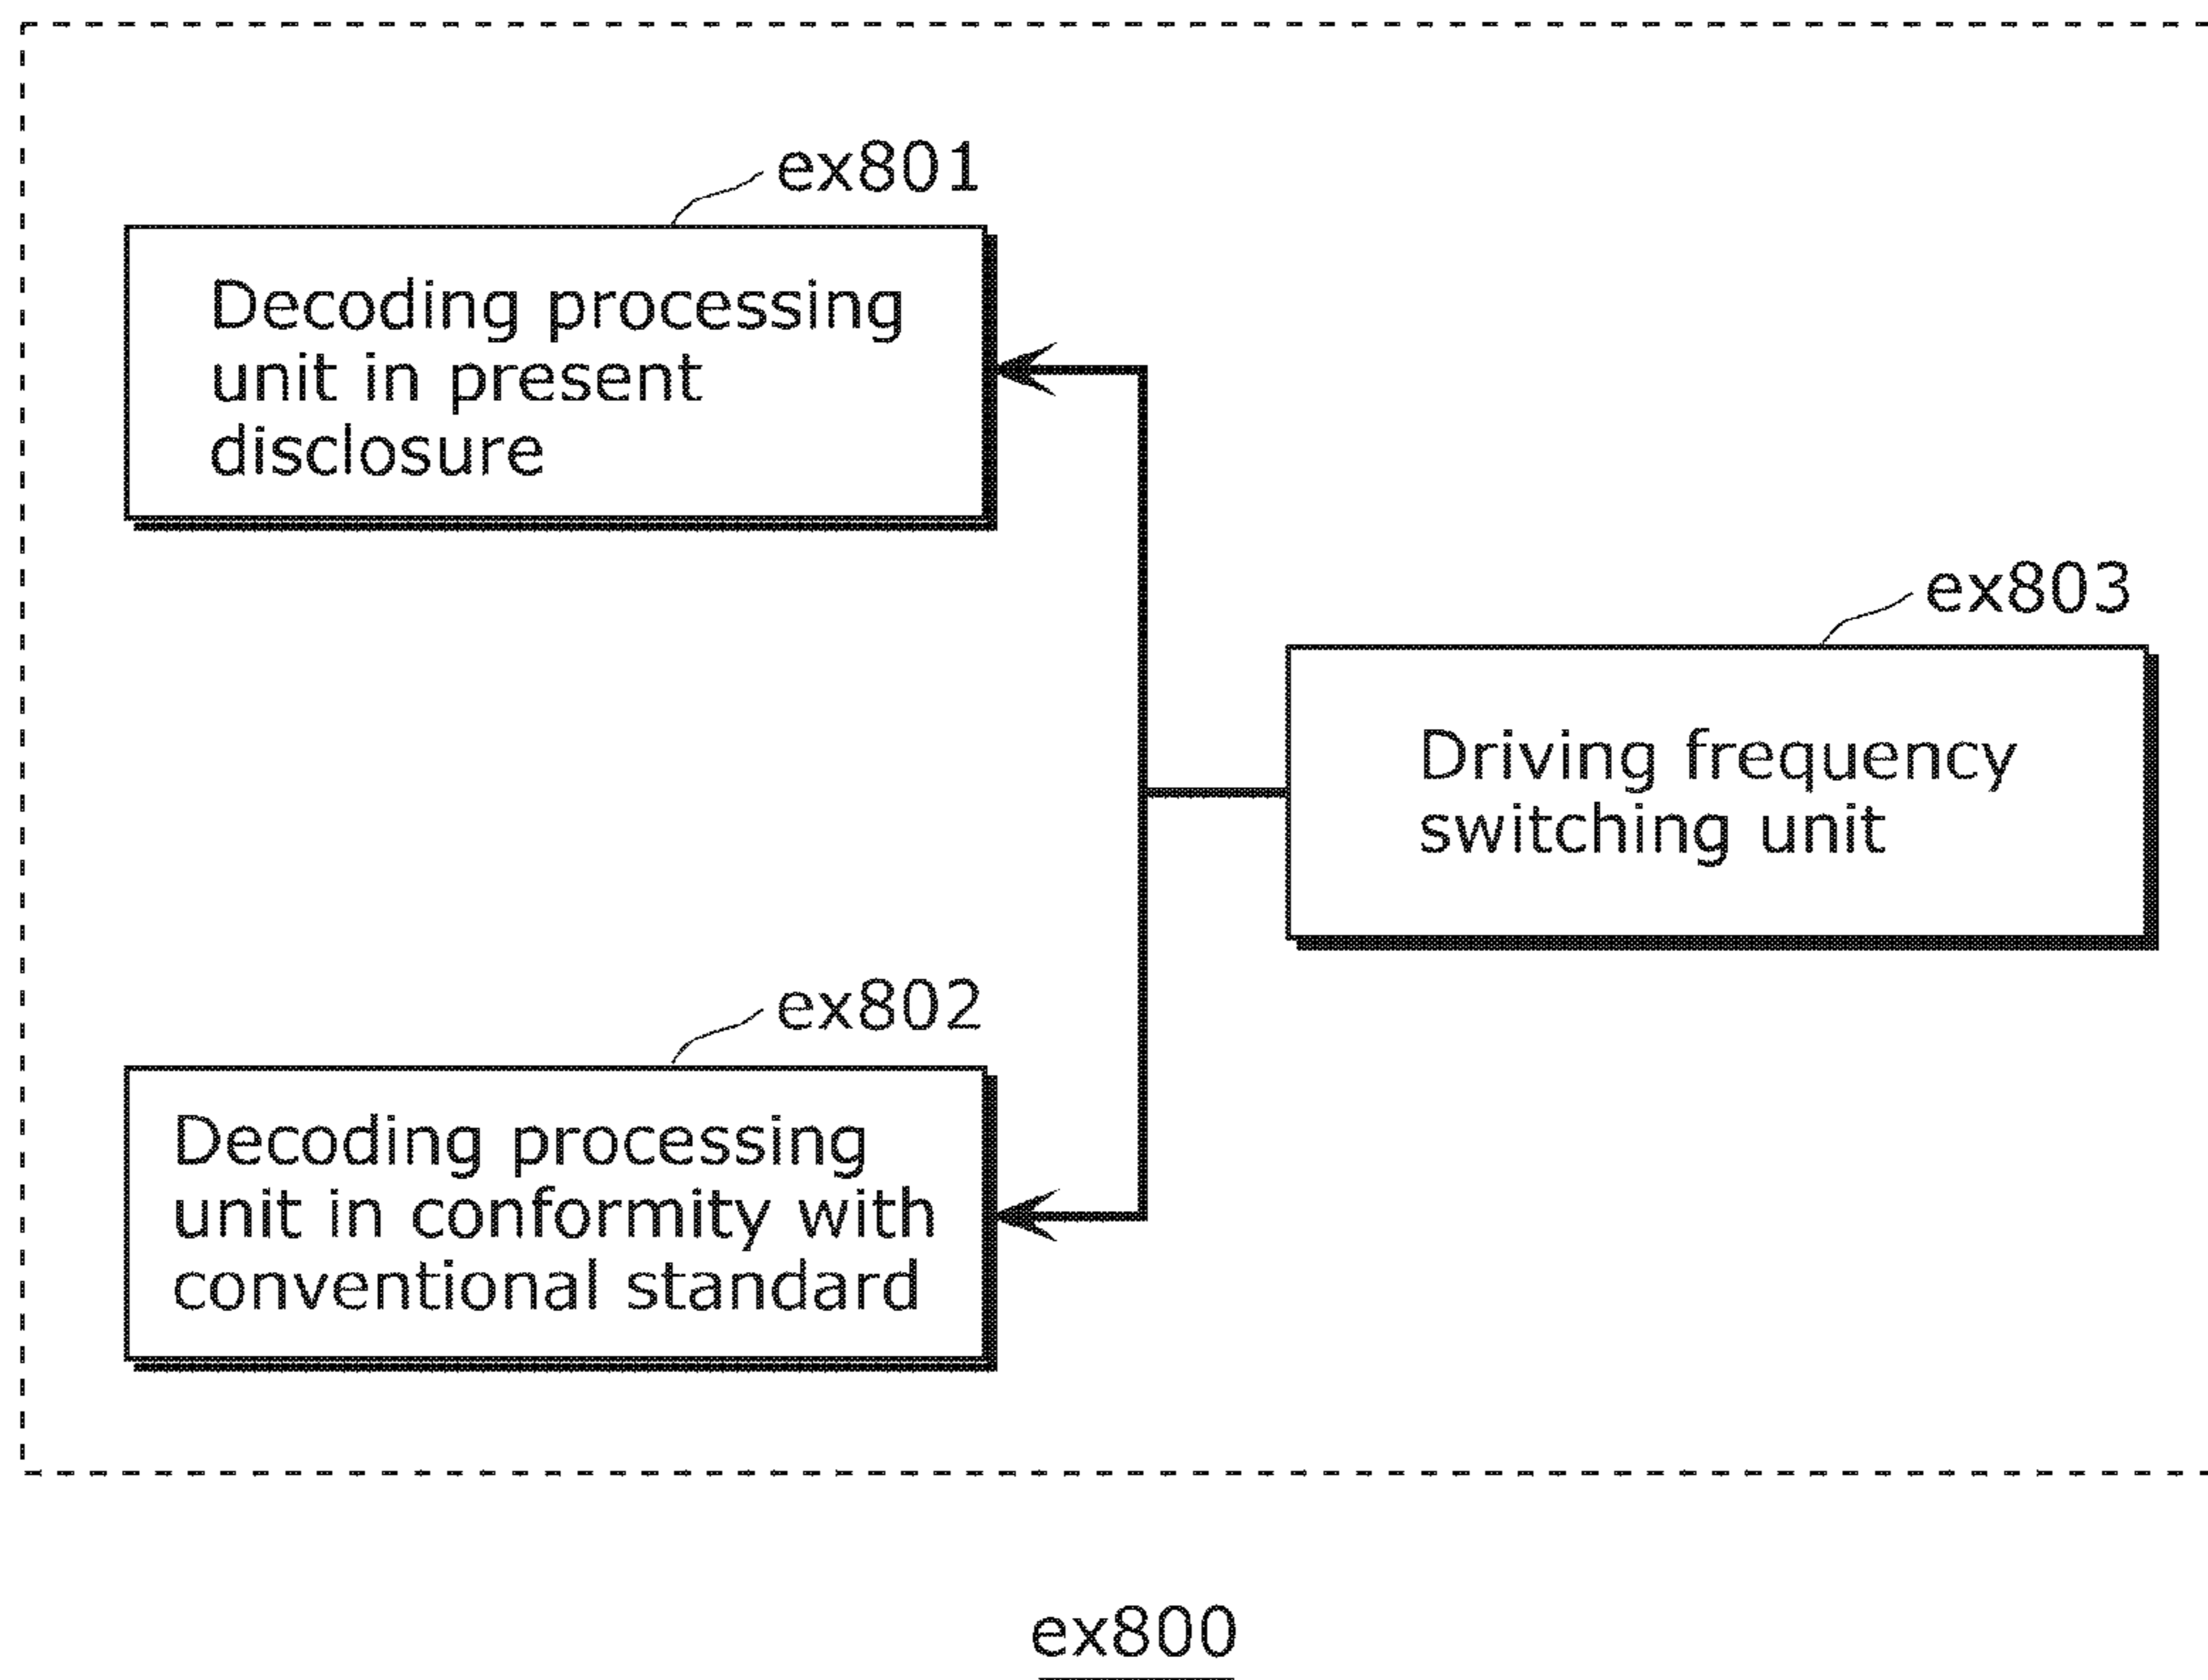 ex801
Decoding processing
unit in present
disclosure
ex803
Driving frequency
switching unit
ex802
Decoding processing
unit in conformity with
conventional standard
ex800